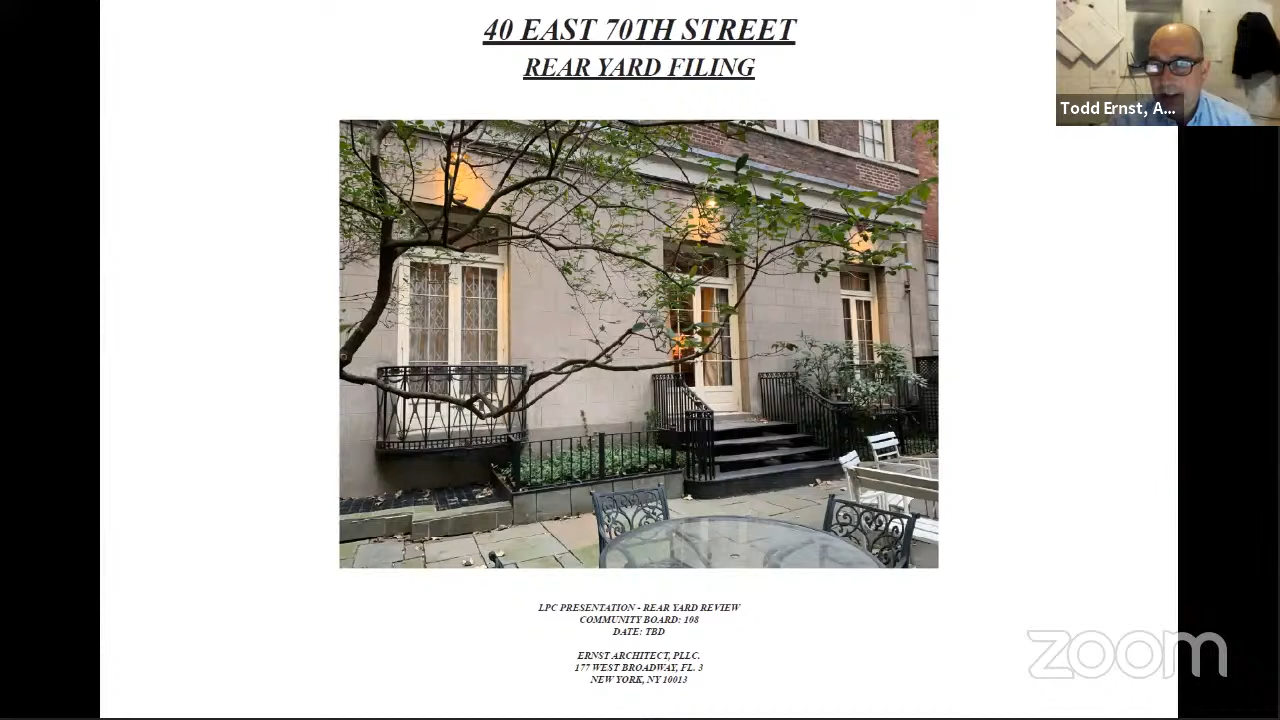 40 EAST 70TH STREET
REAR YARD FILING
Todd Ernst, A...
LPC PRESENTATION - REAR YARD REVIEW
COMMUNITY BOARD: 108
DATE: TBD
ERNST ARCHITECT, PLLC.
177 WEST BROADWAY, FL. 3
NEW YORK, NY 10013
zoom